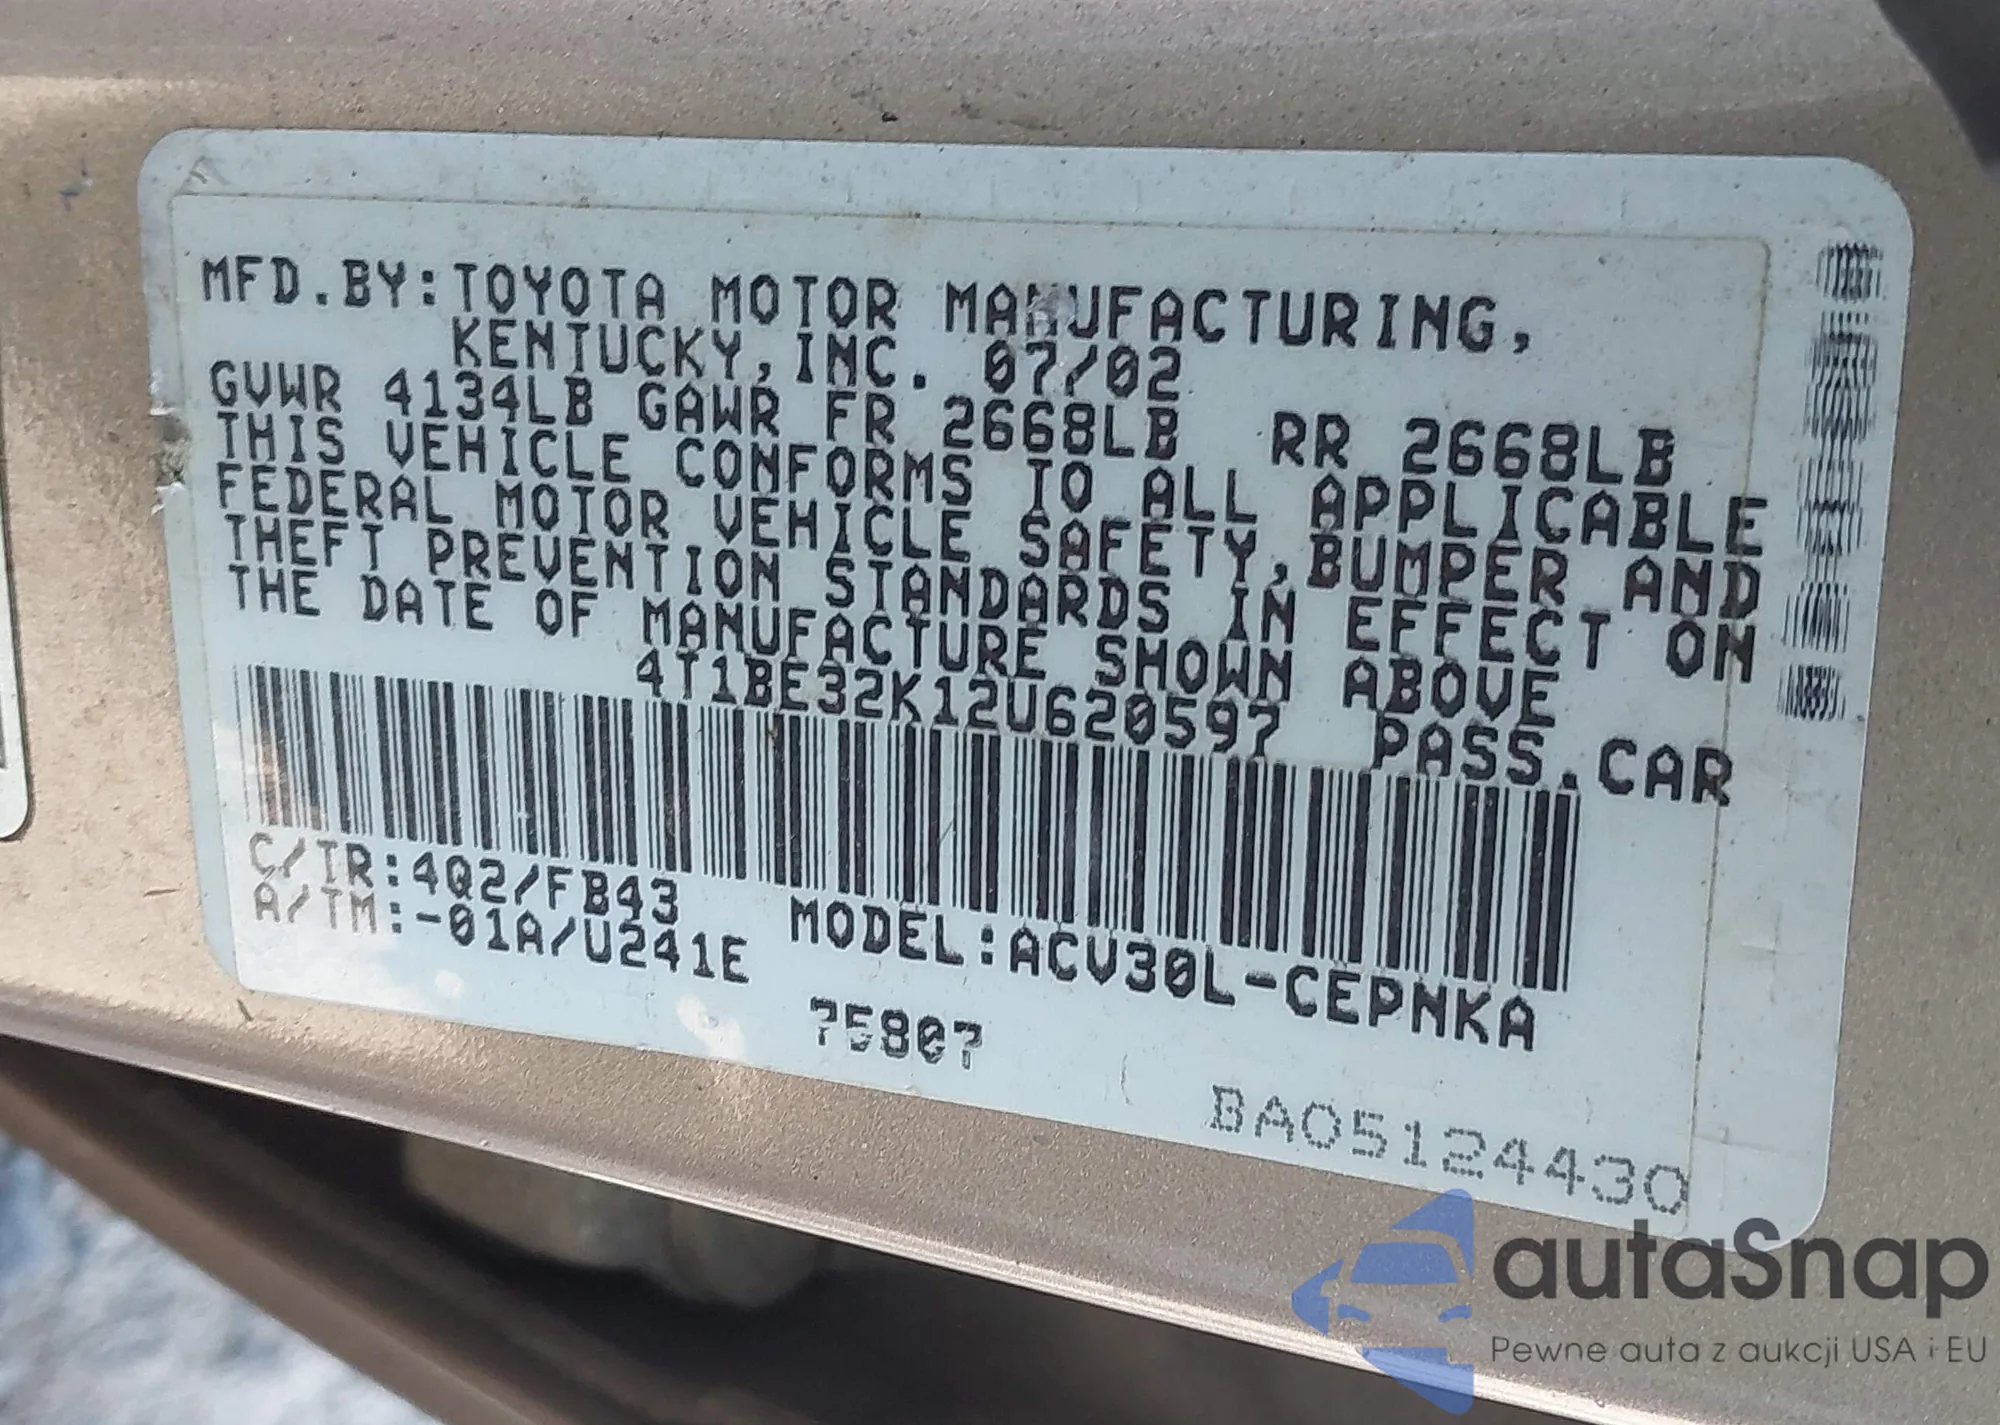 MFD.BY:TOYOTA MOTOR MANUFACTURING,
KENTUCKY,INC. 07/02
GVWR 4134LB GAWR FR 2668LB RR 2668LB
THIS VEHICLE CONFORMS TO ALL APPLICABLE
FEDERAL MOTOR VEHICLE SAFETY,BUMPER AND
THEFT PREVENTION STANDARDS IN EFFECT ON
THE DATE OF MANUFACTURE SHOWN ABOVE
4T1BE32K12U620597 PASS.CAR
C/TR:4Q2/FB43
A/TM:-01A/U241E MODEL:ACV30L-CEPNKA
75807
BA05124430
autaSnap
Pewne auta z aukcji USA i EU